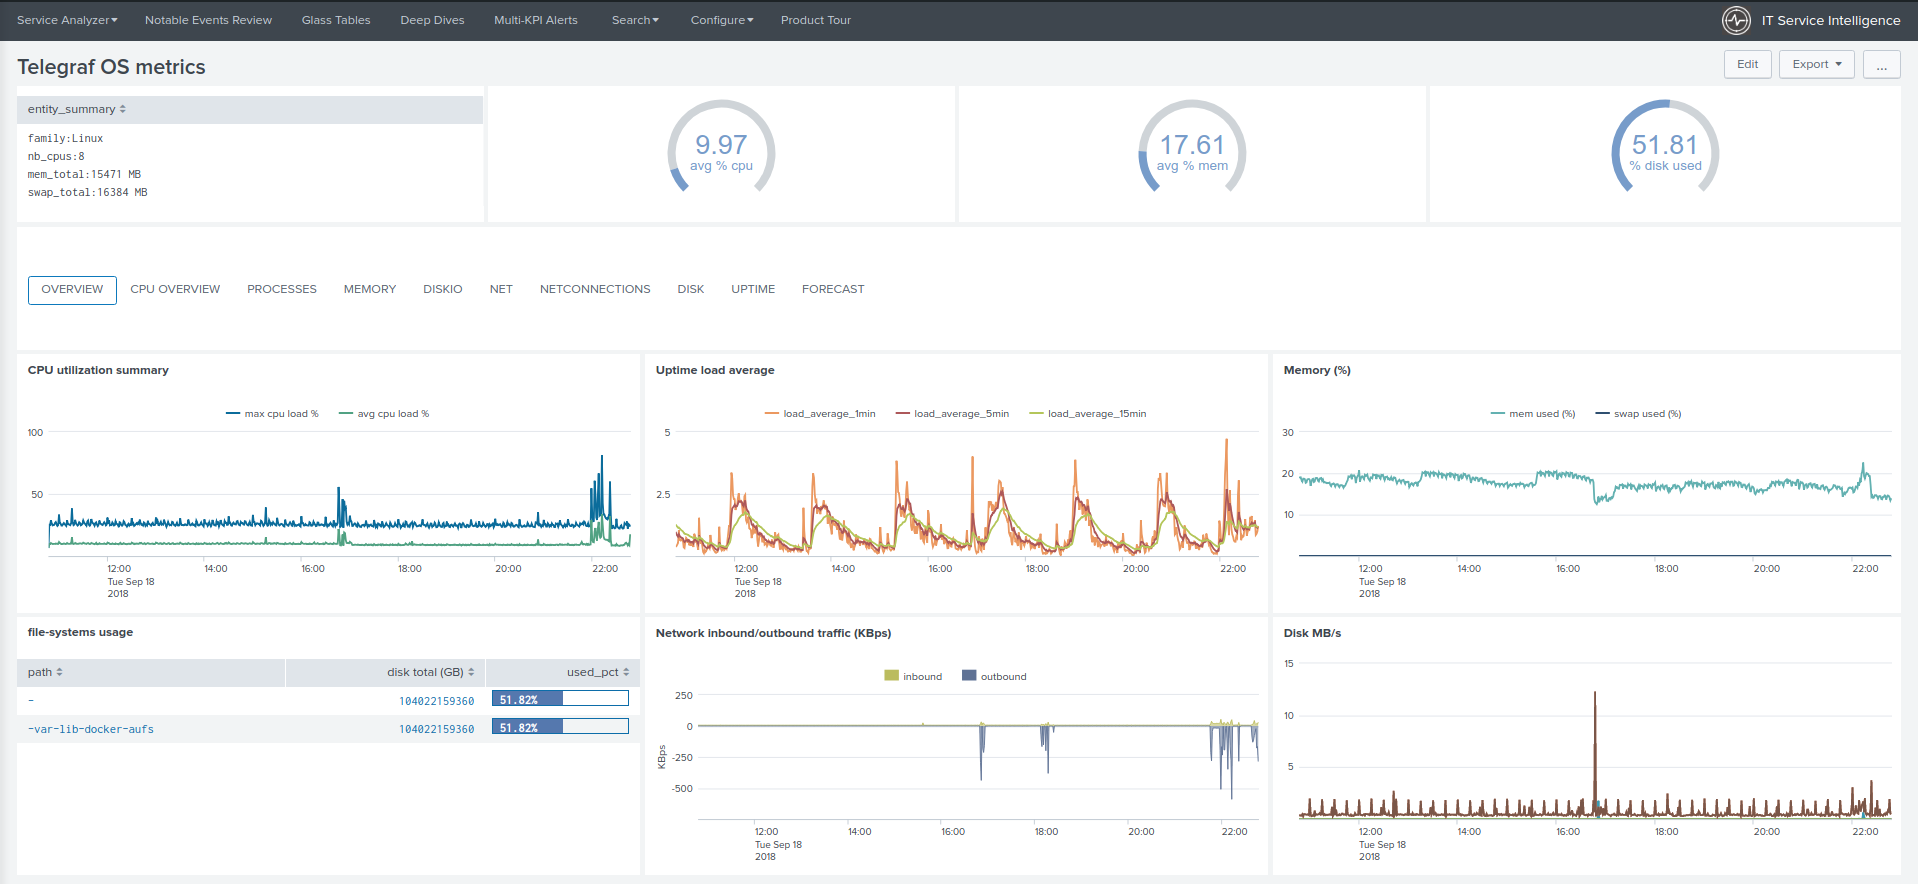 Service Analyzer Notable Events Review Glass Tables Deep Dives Multi-KPI Alerts Search Configure Product Tour IT Service Intelligence
Telegraf OS metrics Edit Export ...
entity_summary
family:Linux
nb_cpus:8
mem_total:15471 MB
swap_total:16384 MB
9.97
avg % cpu
17.61
avg % mem
51.81
% disk used
OVERVIEW CPU OVERVIEW PROCESSES MEMORY DISKIO NET NETCONNECTIONS DISK UPTIME FORECAST
CPU utilization summary
max cpu load % avg cpu load %
100
50
12:00 14:00 16:00 18:00 20:00 22:00
Tue Sep 18
2018
Uptime load average
load_average_1min load_average_5min load_average_15min
5
2.5
12:00 14:00 16:00 18:00 20:00 22:00
Tue Sep 18
2018
Memory (%)
mem used (%) swap used (%)
30
20
10
12:00 14:00 16:00 18:00 20:00 22:00
Tue Sep 18
2018
file-systems usage
path disk total (GB) used_pct
- 104022159360 51.82%
-var-lib-docker-aufs 104022159360 51.82%
Network inbound/outbound traffic (KBps)
inbound outbound
KBps
250
0
-250
-500
12:00 14:00 16:00 18:00 20:00 22:00
Tue Sep 18
2018
Disk MB/s
15
10
5
12:00 14:00 16:00 18:00 20:00 22:00
Tue Sep 18
2018